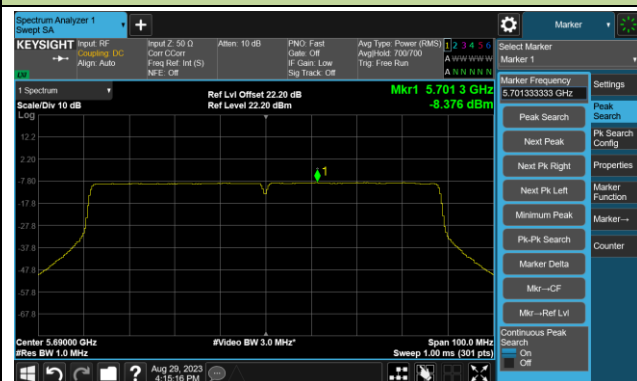 Spectrum Analyzer 1
Swept SA
Marker
KEYSIGHT
Input: RF
Coupling: DC
Align: Auto
Input Z: 50 Ω
Corr CCorr
Freq Ref: Int (S)
NFE: Off
Atten: 10 dB
PNO: Fast
Gate: Off
IF Gain: Low
Sig Track: Off
Avg Type: Power (RMS)
Avg|Hold: 700/700
Trig: Free Run
1 2 3 4 5 6
A W W W W W
A N N N N N
Select Marker
Marker 1
1 Spectrum
Scale/Div 10 dB
Log
Ref Lvl Offset 22.20 dB
Ref Level 22.20 dBm
Mkr1 5.701 3 GHz
-8.376 dBm
12.2
2.20
-7.80
-17.8
-27.8
-37.8
-47.8
-57.8
-67.8
1
Center 5.69000 GHz
#Res BW 1.0 MHz
#Video BW 3.0 MHz*
Span 100.0 MHz
Sweep 1.00 ms (301 pts)
Marker Frequency
5.701333333 GHz
Peak Search
Next Peak
Next Pk Right
Next Pk Left
Minimum Peak
Pk-Pk Search
Marker Delta
Mkr→CF
Mkr→Ref Lvl
Continuous Peak
Search
On
Off
Settings
Peak
Search
Pk Search
Config
Properties
Marker
Function
Marker→
Counter
Aug 29, 2023
4:15:16 PM